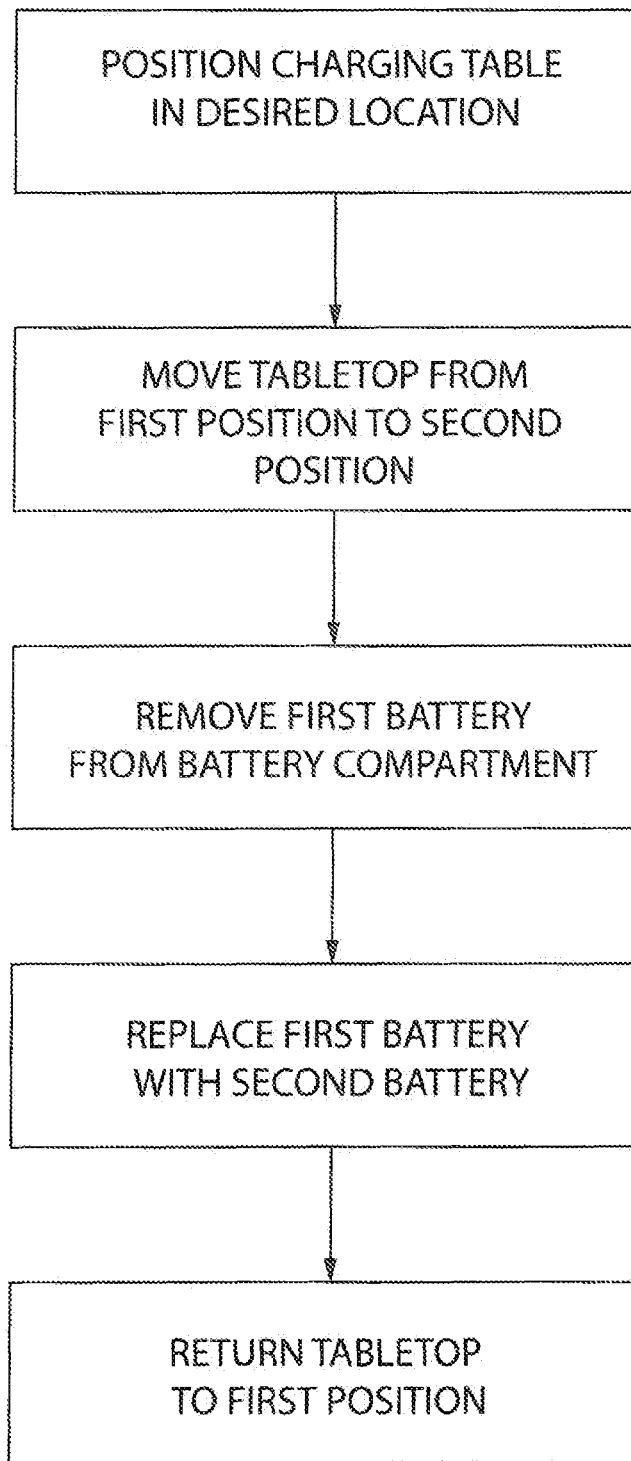 POSITION CHARGING TABLE
IN DESIRED LOCATION
MOVE TABLETOP FROM
FIRST POSITION TO SECOND
POSITION
REMOVE FIRST BATTERY
FROM BATTERY COMPARTMENT
REPLACE FIRST BATTERY
WITH SECOND BATTERY
RETURN TABLETOP
TO FIRST POSITION